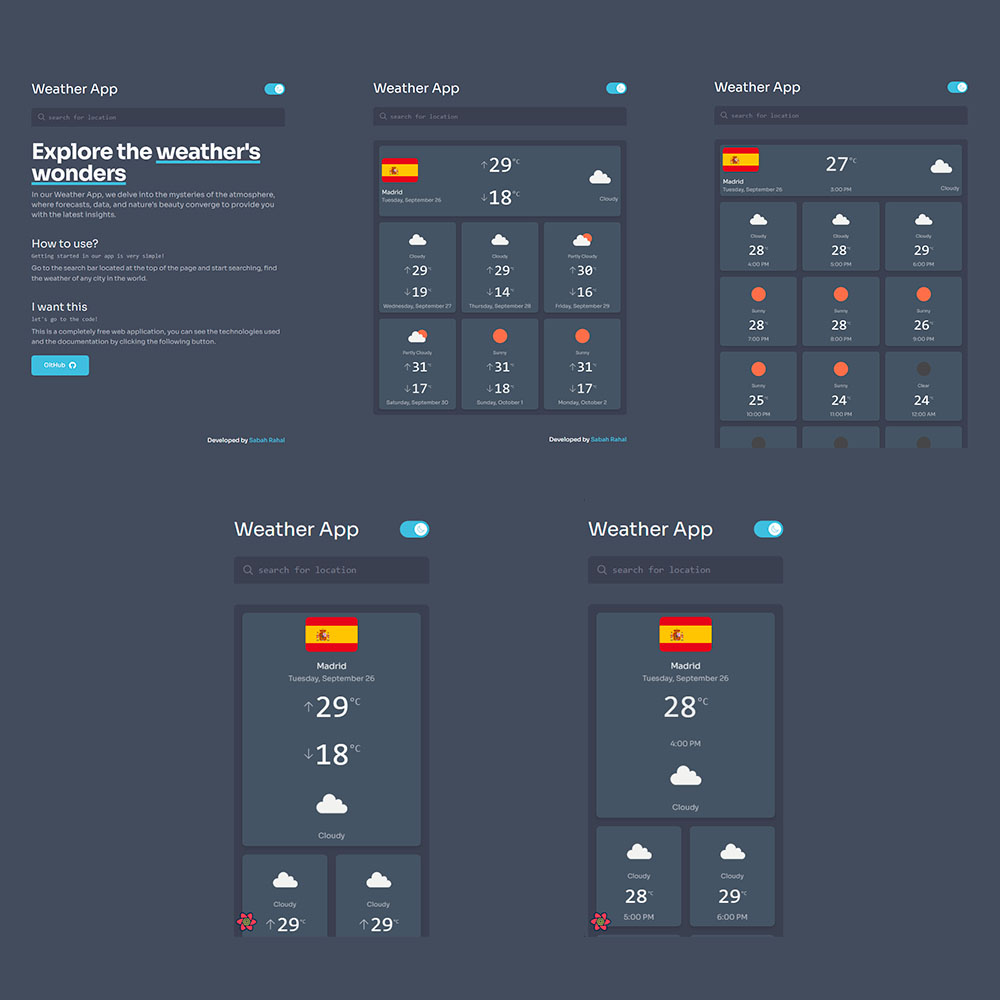 Weather App
search for location
Explore the weather's
wonders
In our Weather App, we delve into the mysteries of the atmosphere,
where forecasts, data, and nature's beauty converge to provide you
with the latest insights.
How to use?
Getting started in our app is very simple!
Go to the search bar located at the top of the page and start searching, find
the weather of any city in the world.
I want this
let's go to the code!
This is a completely free web application, you can see the technologies used
and the documentation by clicking the following button.
GitHub
Developed by Sabah Rahal
Weather App
search for location
↑29°C
Madrid
Tuesday, September 26
↓18°C
Cloudy
Cloudy
↑29°C
↓19°C
Wednesday, September 27
Cloudy
↑29°C
↓14°C
Thursday, September 28
Partly Cloudy
↑30°C
↓16°C
Friday, September 29
Partly Cloudy
↑31°C
↓17°C
Saturday, September 30
Sunny
↑31°C
↓18°C
Sunday, October 1
Sunny
↑31°C
↓17°C
Monday, October 2
Developed by Sabah Rahal
Weather App
search for location
27°C
Madrid
Tuesday, September 26
3:00 PM
Cloudy
Cloudy
28°C
4:00 PM
Cloudy
28°C
5:00 PM
Cloudy
29°C
6:00 PM
Sunny
28°C
7:00 PM
Sunny
28°C
8:00 PM
Sunny
26°C
9:00 PM
Sunny
25°C
10:00 PM
Sunny
24°C
11:00 PM
Clear
24°C
12:00 AM
Weather App
search for location
Madrid
Tuesday, September 26
↑29°C
↓18°C
Cloudy
Cloudy
↑29°C
Cloudy
↑29°C
Weather App
search for location
Madrid
Tuesday, September 26
28°C
4:00 PM
Cloudy
Cloudy
28°C
5:00 PM
Cloudy
29°C
6:00 PM